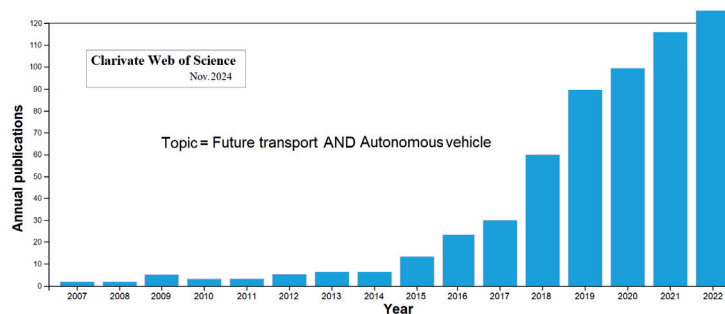 120
110
100
90
80
70
60
50
40
30
20
10
0
Annual publications
Clarivate Web of Science
Nov.2024
Topic = Future transport AND Autonomous vehicle
2007 2008 2009 2010 2011 2012 2013 2014 2015 2016 2017 2018 2019 2020 2021 2022
Year